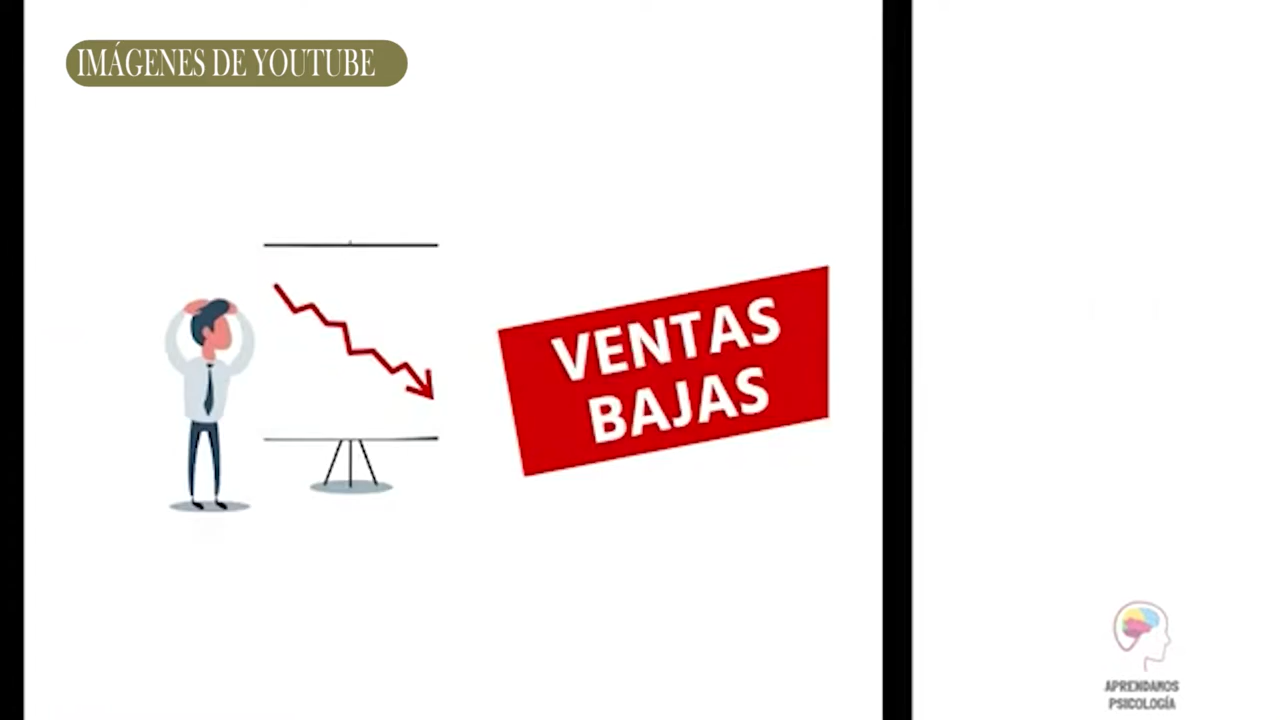 IMÁGENES DE YOUTUBE
VENTAS
BAJAS
APRENDAMOS
PSICOLOGÍA